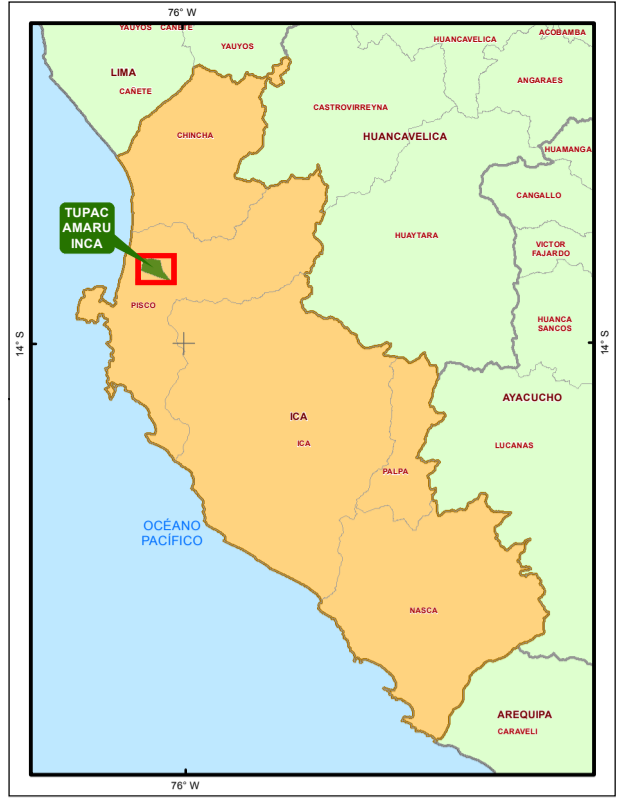 76° W
YAUYOS CAÑETE
YAUYOS
HUANCAVELICA
ACOBAMBA
LIMA
CAÑETE
ANGARAES
CASTROVIRREYNA
CHINCHA
HUANCAVELICA
HUAMANGA
CANGALLO
TUPAC
AMARU
INCA
HUAYTARA
VICTOR
FAJARDO
PISCO
HUANCA
SANCOS
14° S
14° S
AYACUCHO
ICA
ICA
LUCANAS
PALPA
OCÉANO
PACÍFICO
NASCA
AREQUIPA
CARAVELI
76° W